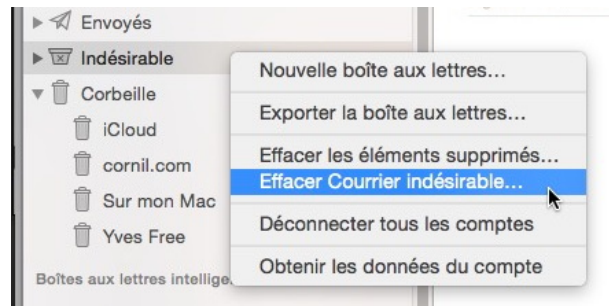 Envoyés
Indésirable
Corbeille
iCloud
cornil.com
Sur mon Mac
Yves Free
Boîtes aux lettres
Nouvelle boîte aux lettres...
Exporter la boîte aux lettres...
Effacer les éléments supprimés...
Effacer Courrier indésirable...
Déconnecter tous les comptes
Obtenir les données du compte